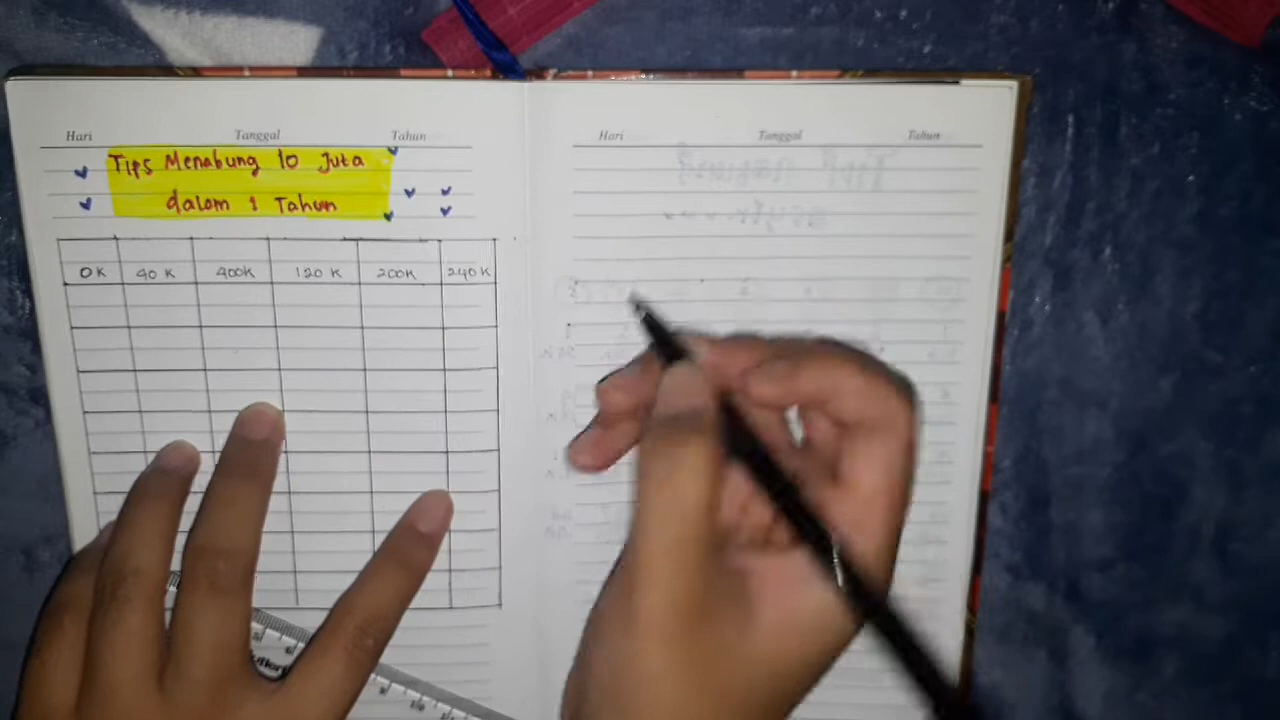 Hari Tanggal Tahun
Tips Menabung 10 Juta
dalam 1 Tahun
0K 40 K 400K 120 K 200K 240K
Hari Tanggal Tahun